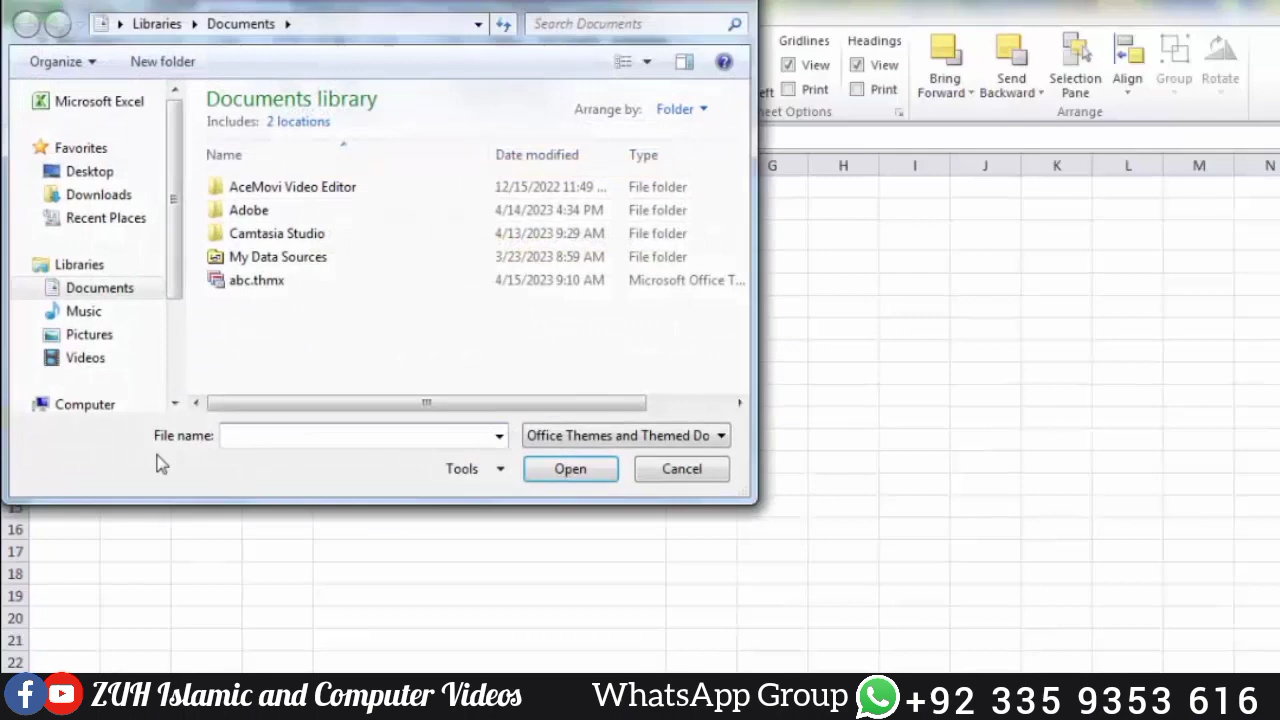 Libraries Documents Search Documents
Organize New folder
Microsoft Excel
Favorites
Desktop
Downloads
Recent Places
Libraries
Documents
Music
Pictures
Videos
Computer
Documents library
Includes: 2 locations
Arrange by: Folder
Name Date modified Type
AceMovi Video Editor 12/15/2022 11:49 ... File folder
Adobe 4/14/2023 4:34 PM File folder
Camtasia Studio 4/13/2023 9:29 AM File folder
My Data Sources 3/23/2023 8:59 AM File folder
abc.thmx 4/15/2023 9:10 AM Microsoft Office T...
File name: Office Themes and Themed Do
Tools Open Cancel
Gridlines Headings
View View
Print Print
eet Options
Bring Forward
Send Backward
Selection Pane
Align
Group
Rotate
Arrange
G H I J K L M N
16
17
18
19
20
21
22
ZUH Islamic and Computer Videos WhatsApp Group +92 335 9353 616